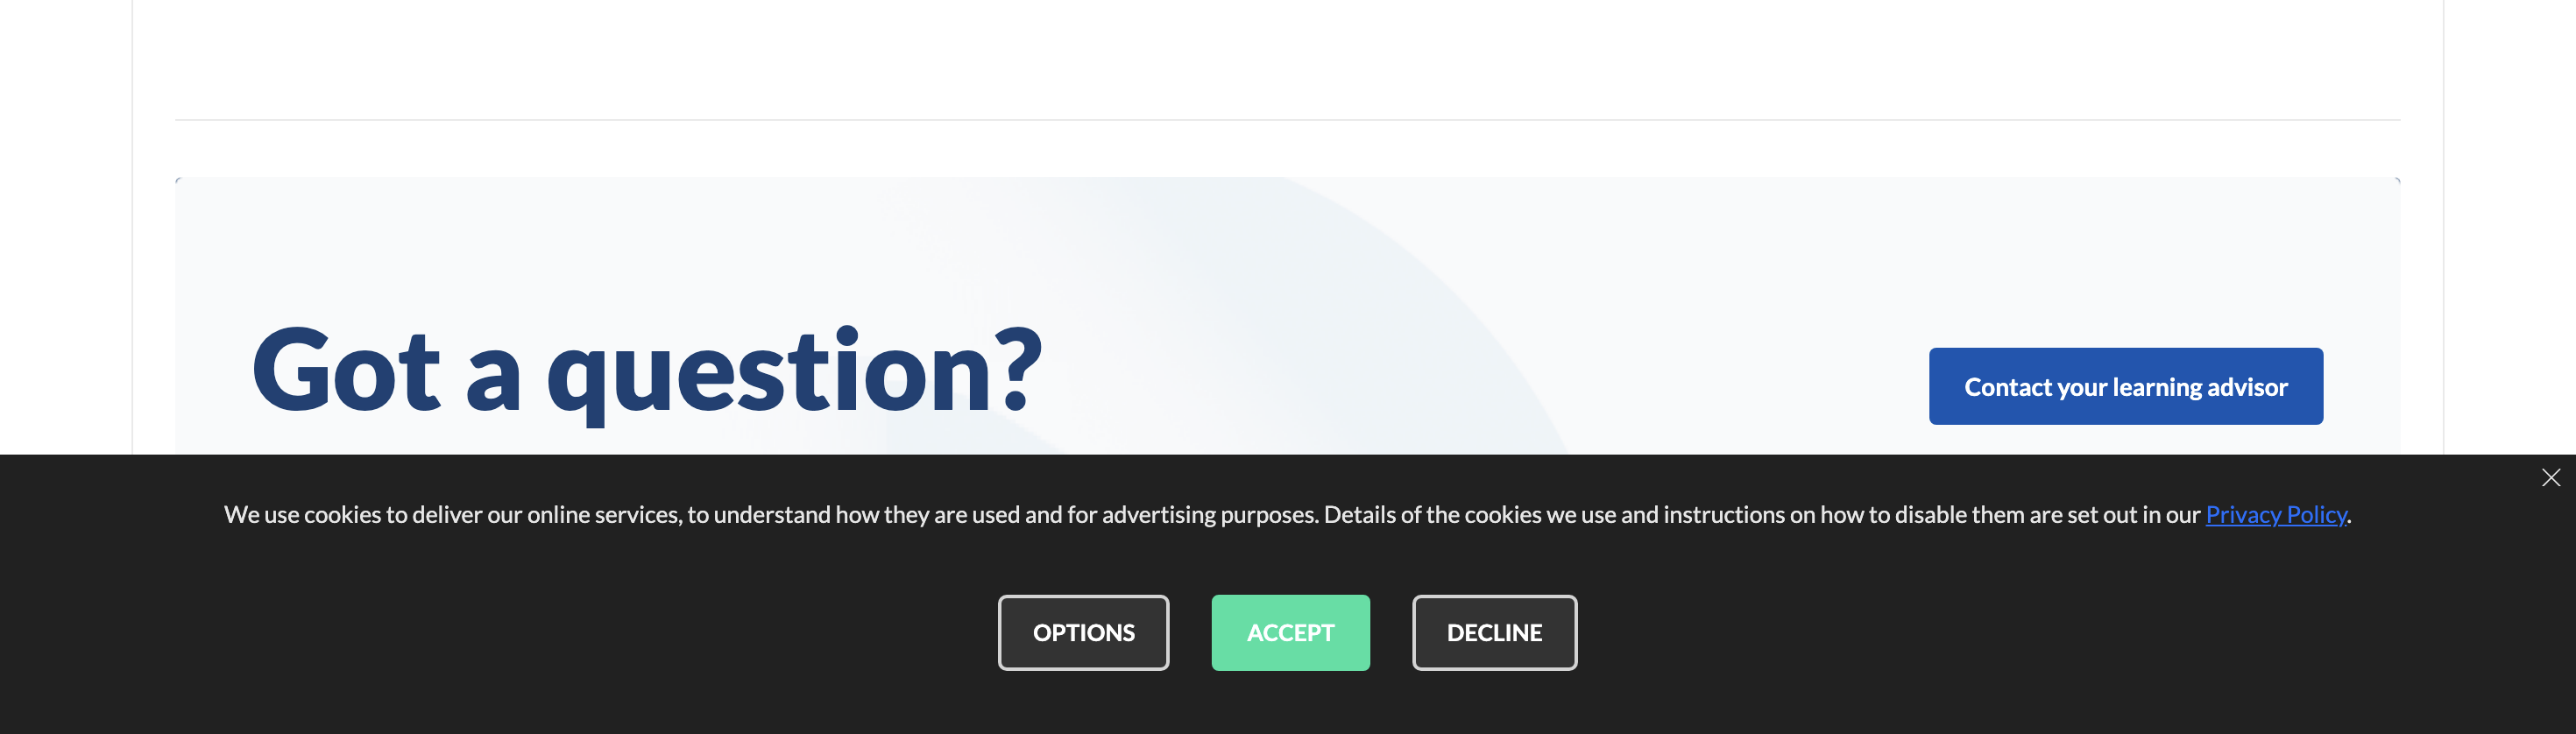 Got a question?
Contact your learning advisor
We use cookies to deliver our online services, to understand how they are used and for advertising purposes. Details of the cookies we use and instructions on how to disable them are set out in our Privacy Policy.
OPTIONS
ACCEPT
DECLINE